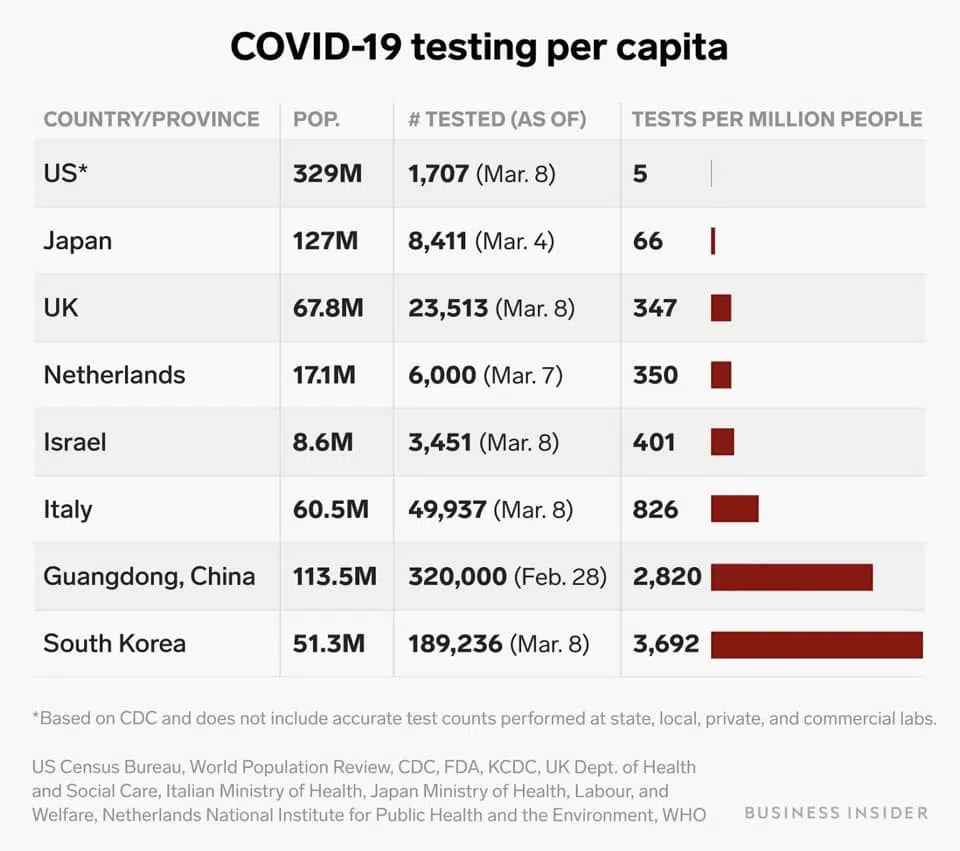 COVID-19 testing per capita
COUNTRY/PROVINCE POP. # TESTED (AS OF) TESTS PER MILLION PEOPLE
US* 329M 1,707 (Mar. 8) 5
Japan 127M 8,411 (Mar. 4) 66
UK 67.8M 23,513 (Mar. 8) 347
Netherlands 17.1M 6,000 (Mar. 7) 350
Israel 8.6M 3,451 (Mar. 8) 401
Italy 60.5M 49,937 (Mar. 8) 826
Guangdong, China 113.5M 320,000 (Feb. 28) 2,820
South Korea 51.3M 189,236 (Mar. 8) 3,692
*Based on CDC and does not include accurate test counts performed at state, local, private, and commercial labs.
US Census Bureau, World Population Review, CDC, FDA, KCDC, UK Dept. of Health
and Social Care, Italian Ministry of Health, Japan Ministry of Health, Labour, and
Welfare, Netherlands National Institute for Public Health and the Environment, WHO
BUSINESS INSIDER